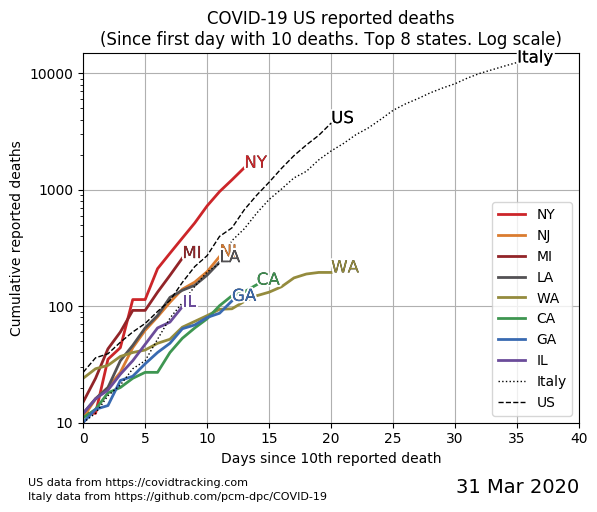 COVID-19 US reported deaths
(Since first day with 10 deaths. Top 8 states. Log scale)
Cumulative reported deaths
10000
1000
100
10
Italy
US
NY
MI
NJ
LA
WA
CA
GA
IL
NY
NJ
MI
LA
WA
CA
GA
IL
Italy
US
0 5 10 15 20 25 30 35 40
Days since 10th reported death
US data from https://covidtracking.com
Italy data from https://github.com/pcm-dpc/COVID-19
31 Mar 2020